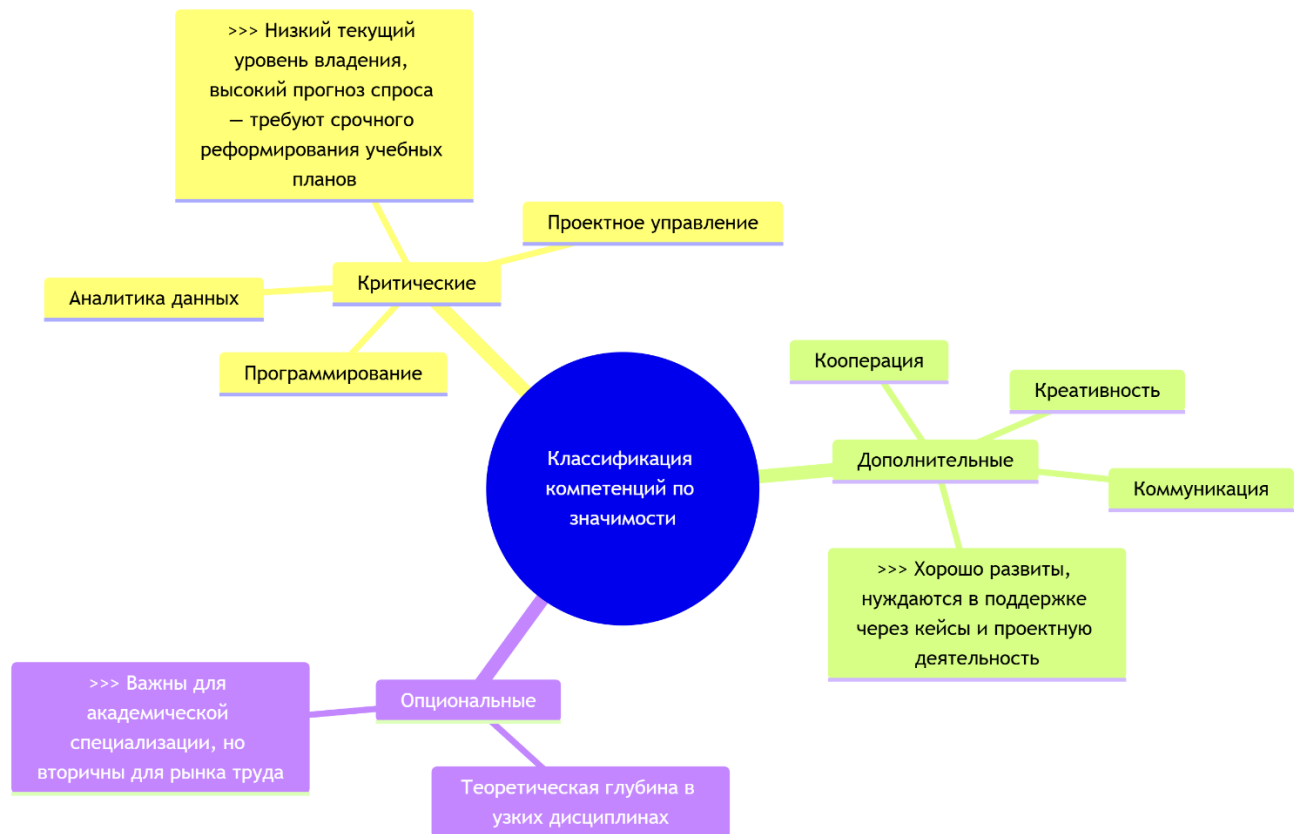 >>> Низкий текущий
уровень владения,
высокий прогноз спроса
— требуют срочного
реформирования учебных
планов
Проектное управление
Критические
Аналитика данных
Программирование
Кооперация
Креативность
Дополнительные
Коммуникация
>>> Хорошо развиты,
нуждаются в поддержке
через кейсы и проектную
деятельность
Классификация
компетенций по
значимости
>>> Важны для
академической
специализации, но
вторичны для рынка труда
Опциональные
Теоретическая глубина в
узких дисциплинах